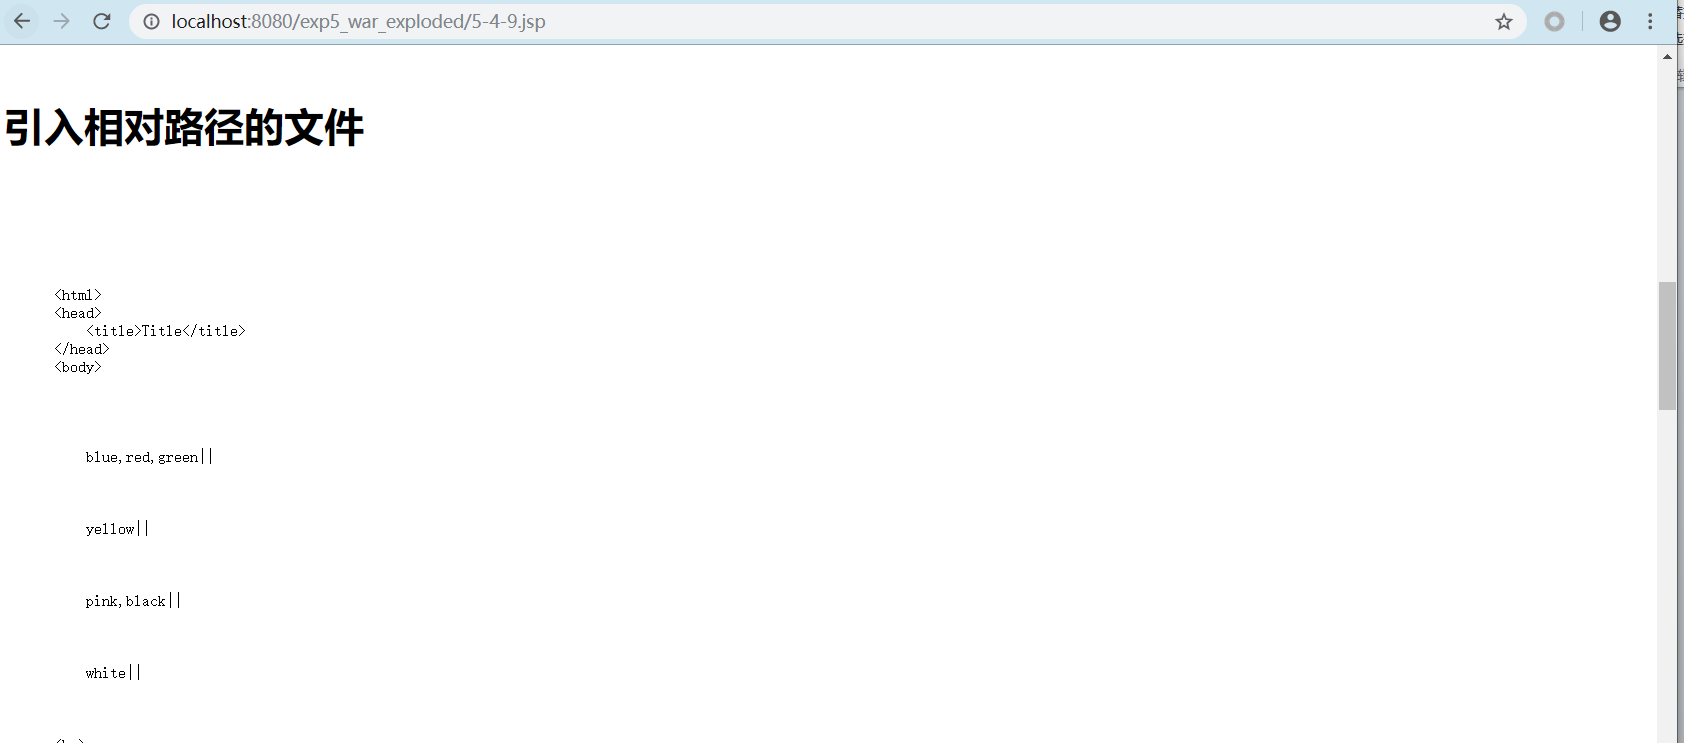 localhost:8080/exp5_war_exploded/5-4-9.jsp
引入相对路径的文件
<html>
<head>
<title>Title</title>
</head>
<body>
blue,red,green||
yellow||
pink,black||
white||